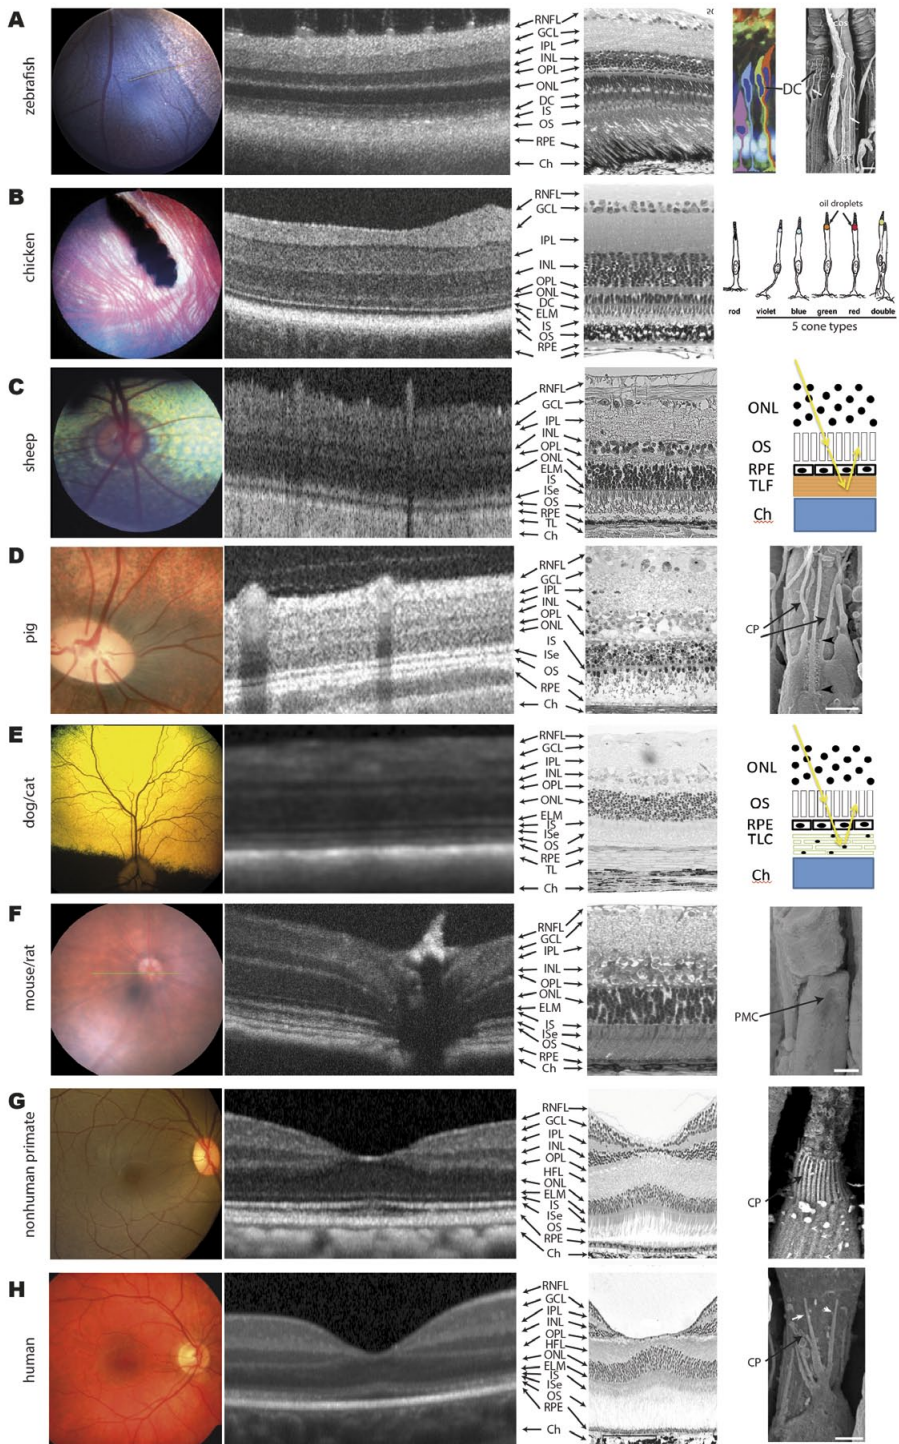 A
zebrafish
RNFL
GCL
IPL
INL
OPL
ONL
DC
IS
OS
RPE
Ch
DC
B
chicken
RNFL
GCL
IPL
INL
OPL
ONL
DC
ELM
IS
OS
RPE
oil droplets
rod violet blue green red double
5 cone types
C
sheep
RNFL
GCL
IPL
INL
OPL
ONL
ELM
IS
ISe
OS
RPE
TL
Ch
ONL
OS
RPE
TLF
Ch
D
pig
RNFL
GCL
IPL
INL
OPL
ONL
IS
ISe
OS
RPE
Ch
CP
E
dog/cat
RNFL
GCL
IPL
INL
OPL
ONL
ELM
IS
ISe
OS
RPE
TL
Ch
ONL
OS
RPE
TLC
Ch
F
mouse/rat
RNFL
GCL
IPL
INL
OPL
ONL
ELM
IS
ISe
OS
RPE
Ch
PMC
G
nonhuman primate
RNFL
GCL
IPL
INL
OPL
HFL
ONL
ELM
IS
ISe
OS
RPE
Ch
CP
H
human
RNFL
GCL
IPL
INL
OPL
HFL
ONL
ELM
IS
ISe
OS
RPE
Ch
CP